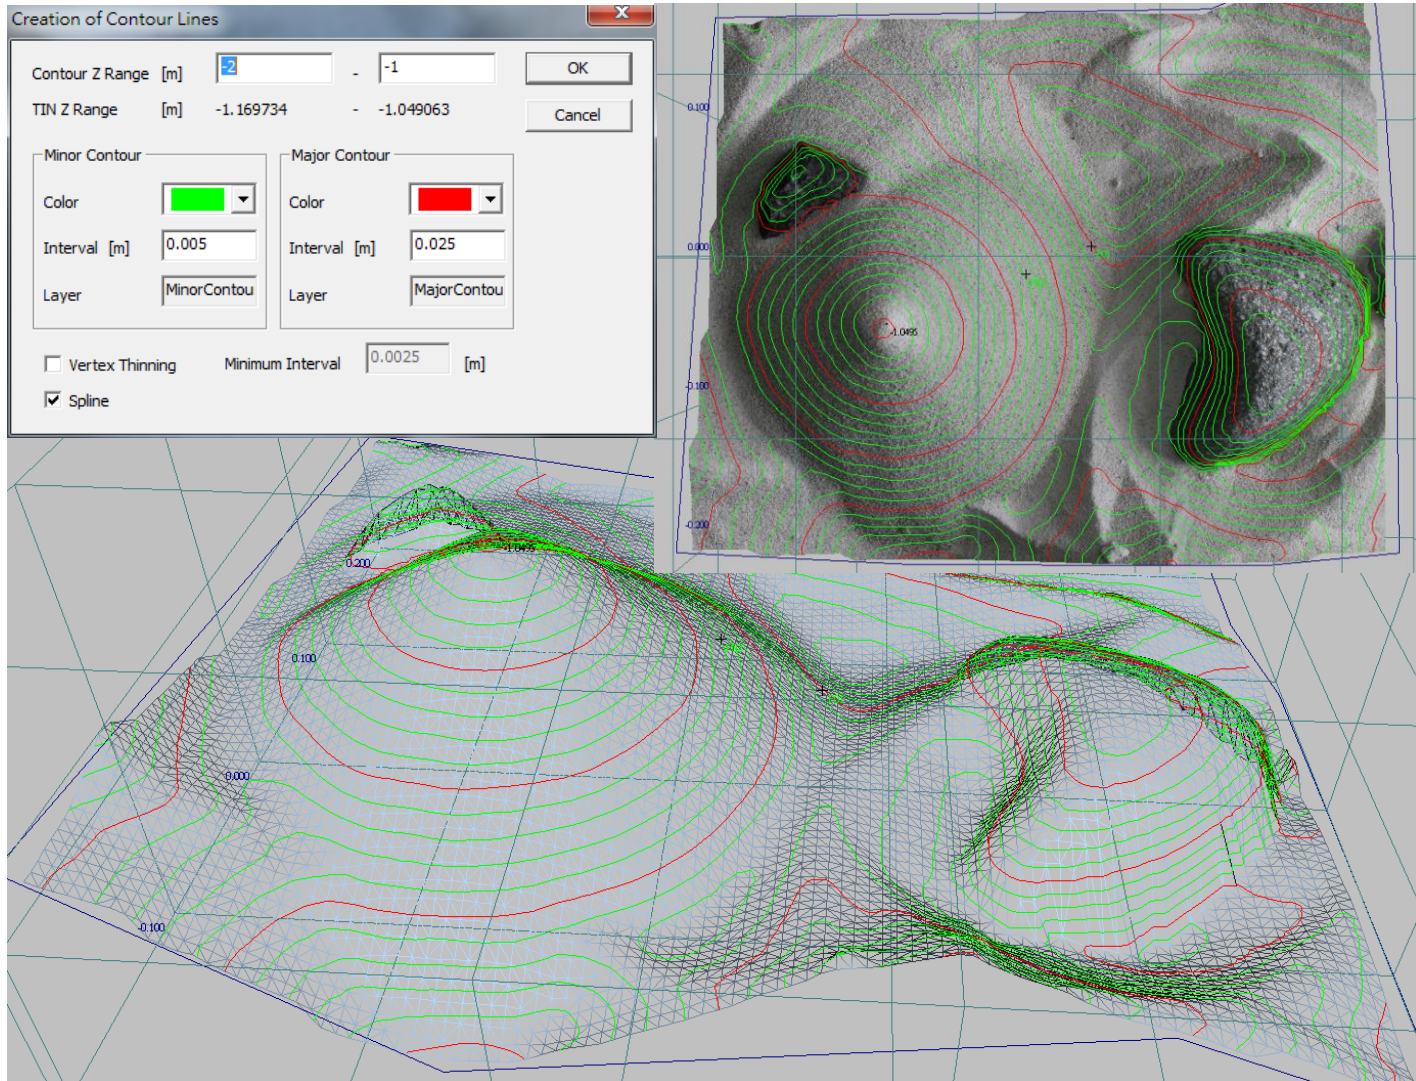 Creation of Contour Lines
x
Contour Z Range [m] -2 - -1 OK
TIN Z Range [m] -1.169734 - -1.049063 Cancel
Minor Contour Major Contour
Color Color
Interval [m] 0.005 Interval [m] 0.025
Layer MinorContou Layer MajorContou
Vertex Thinning Minimum Interval 0.0025 [m]
Spline
0.100
0.000
-1.0495
-0.100
-0.200
-1.0495
0.200
0.100
0.000
-0.100